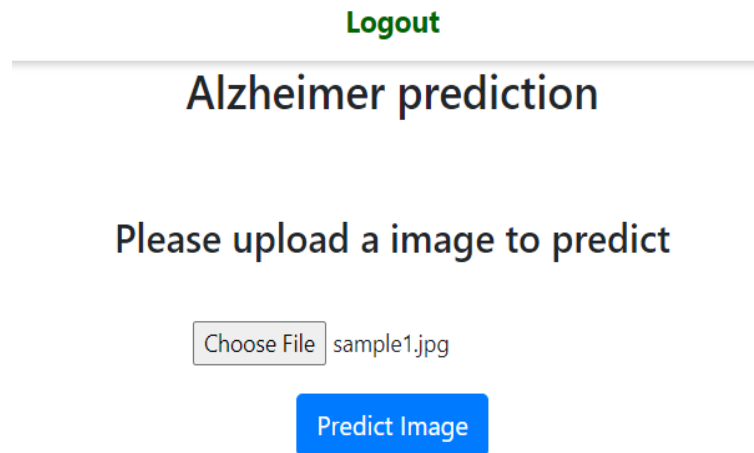 Logout
Alzheimer prediction
Please upload a image to predict
Choose File sample1.jpg
Predict Image